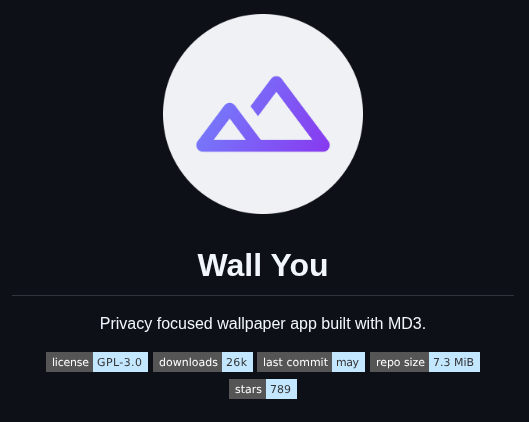 Wall You
Privacy focused wallpaper app built with MD3.
license GPL-3.0 downloads 26k last commit may repo size 7.3 MiB
stars 789